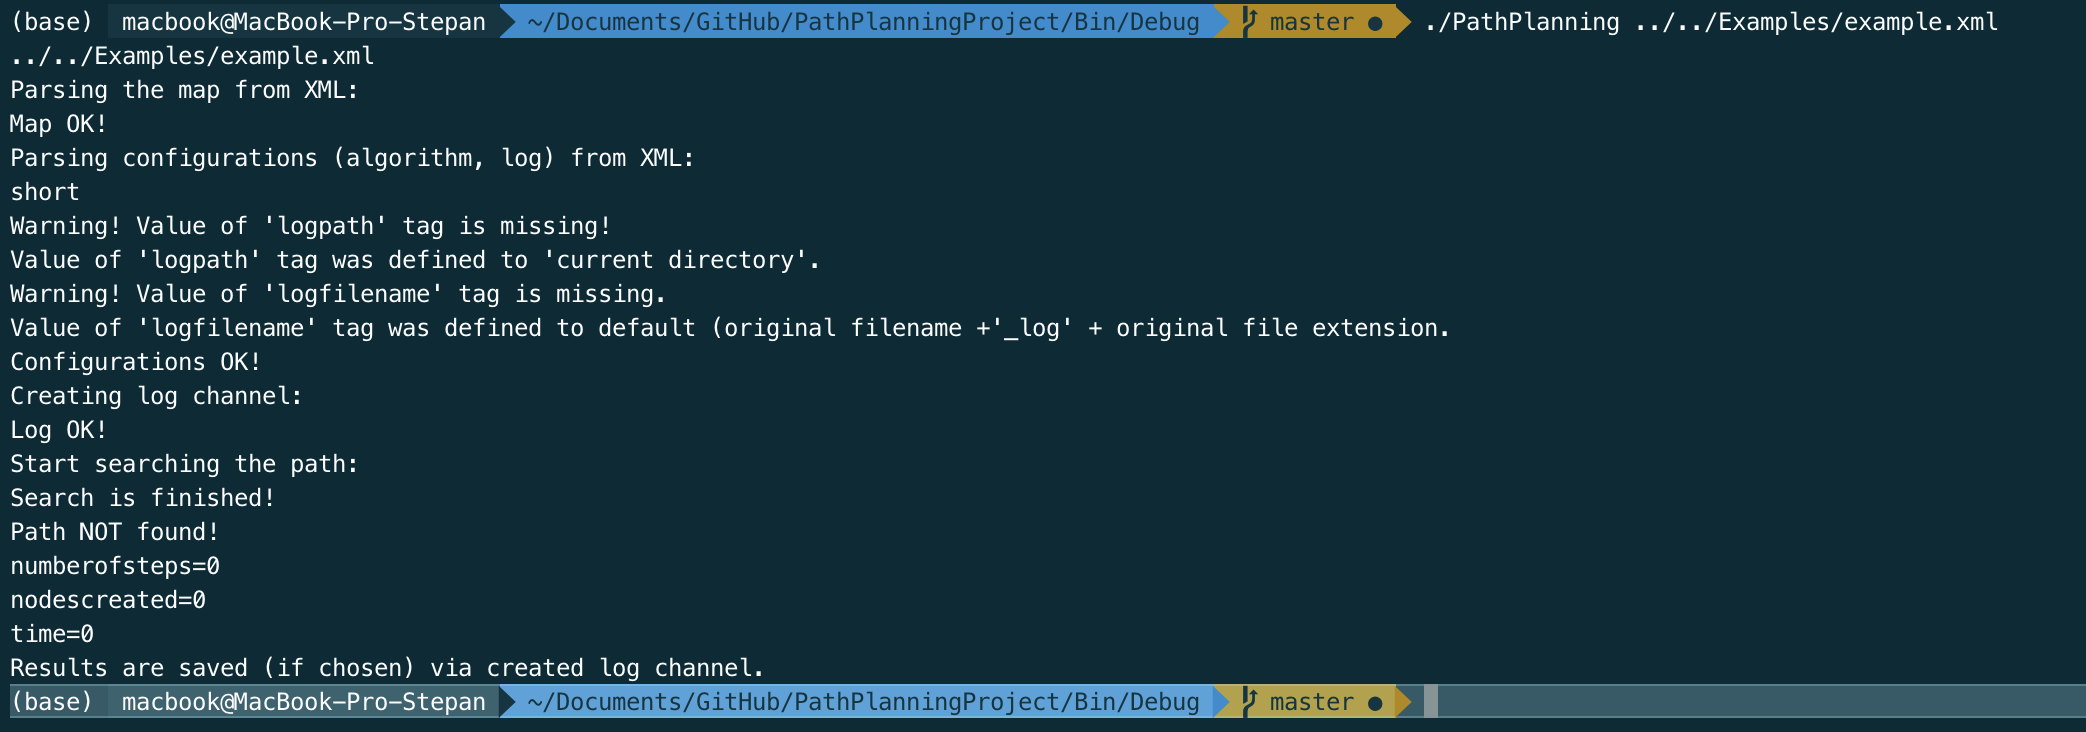 (base) macbook@MacBook-Pro-Stepan ~/Documents/GitHub/PathPlanningProject/Bin/Debug master ● ./PathPlanning ../../Examples/example.xml
../../Examples/example.xml
Parsing the map from XML:
Map OK!
Parsing configurations (algorithm, log) from XML:
short
Warning! Value of 'logpath' tag is missing!
Value of 'logpath' tag was defined to 'current directory'.
Warning! Value of 'logfilename' tag is missing.
Value of 'logfilename' tag was defined to default (original filename +'_log' + original file extension.
Configurations OK!
Creating log channel:
Log OK!
Start searching the path:
Search is finished!
Path NOT found!
numberofsteps=0
nodescreated=0
time=0
Results are saved (if chosen) via created log channel.
(base) macbook@MacBook-Pro-Stepan ~/Documents/GitHub/PathPlanningProject/Bin/Debug master ●